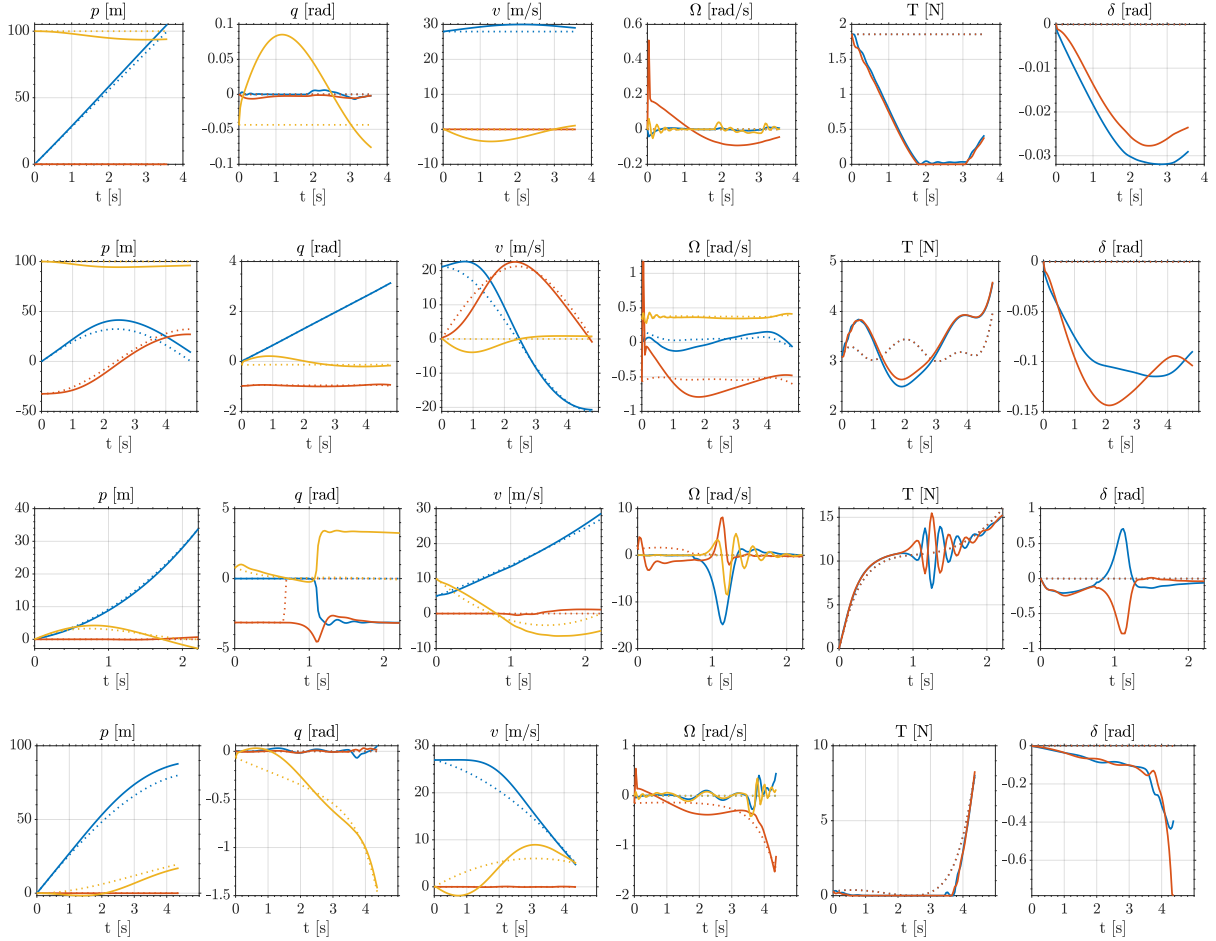 p [m] q [rad] v [m/s] Ω [rad/s] T [N] δ [rad]
100 0.1 30 0.6 2 0
0.05 20 0.4 1.5 −0.01
50 0 10 0.2 1 −0.02
−0.05 0 0 0.5 −0.03
0 −0.1 −10 −0.2 0
0 1 2 3 4 0 1 2 3 4 0 1 2 3 4 0 1 2 3 4 0 1 2 3 4 0 1 2 3 4
t [s] t [s] t [s] t [s] t [s] t [s]
p [m] q [rad] v [m/s] Ω [rad/s] T [N] δ [rad]
100 4 20 1 5 0
50 2 10 0.5 4 −0.05
0 0 0 0 3 −0.1
−10 −0.5
−50 −2 −20 −1 2 −0.15
0 1 2 3 4 0 1 2 3 4 0 1 2 3 4 0 1 2 3 4 0 1 2 3 4 0 1 2 3 4
t [s] t [s] t [s] t [s] t [s] t [s]
p [m] q [rad] v [m/s] Ω [rad/s] T [N] δ [rad]
40 5 30 10 15 1
30 20 0 10 0.5
20 0 10 0
10 0 −10 5 −0.5
0 −5 −10 −20 0 −1
0 1 2 0 1 2 0 1 2 0 1 2 0 1 2 0 1 2
t [s] t [s] t [s] t [s] t [s] t [s]
p [m] q [rad] v [m/s] Ω [rad/s] T [N] δ [rad]
100 0 30 1 10 0
−0.5 20 0 −0.2
50 5 −0.4
−1 10 −1 −0.6
0 −1.5 0 −2 0
0 1 2 3 4 0 1 2 3 4 0 1 2 3 4 0 1 2 3 4 0 2 4 0 1 2 3 4
t [s] t [s] t [s] t [s] t [s] t [s]